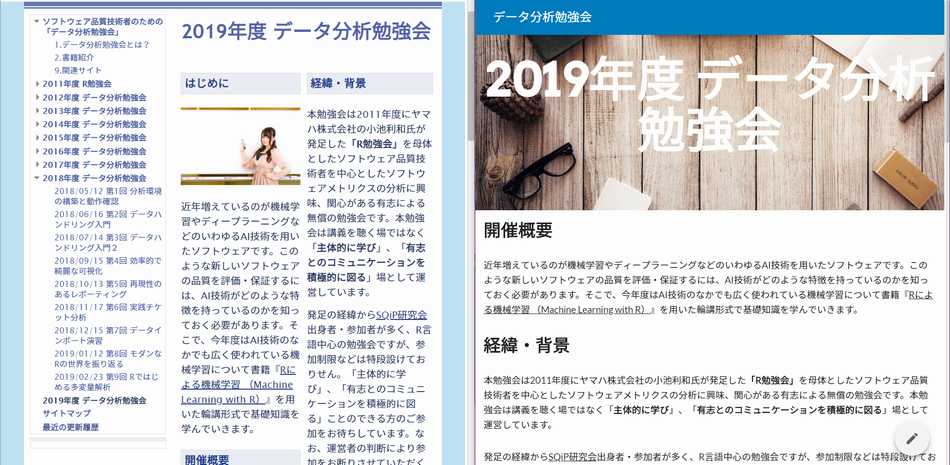 ソフトウェア品質技術者のための
「データ分析勉強会」
1.データ分析勉強会とは？
2.書籍紹介
9.関連サイト
2011年度 R勉強会
2012年度 データ分析勉強会
2013年度 データ分析勉強会
2014年度 データ分析勉強会
2015年度 データ分析勉強会
2016年度 データ分析勉強会
2017年度 データ分析勉強会
2018年度 データ分析勉強会
2018/05/12 第1回 分析環境
の構築と動作確認
2018/06/16 第2回 データハ
ンドリング入門
2018/07/14 第3回 データハ
ンドリング入門２
2018/09/15 第4回 効率的で
綺麗な可視化
2018/10/13 第5回 再現性の
あるレポーティング
2018/11/17 第6回 実践チケ
ット分析
2018/12/15 第7回 データイ
ンポート演習
2019/01/12 第8回 モダンな
Rの世界を振り返る
2019/02/23 第9回 Rではじ
める多変量解析
2019年度 データ分析勉強会
サイトマップ
最近の更新履歴
2019年度 データ分析勉強会
はじめに
近年増えているのが機械学
習やディープラーニングな
どのいわゆるAI技術を用い
たソフトウェアです。この
ような新しいソフトウェア
の品質を評価・保証するに
は、AI技術がどのような特
徴を持っているのかを知っ
ておく必要があります。そ
こで、今年度はAI技術のな
かでも広く使われている機
械学習について書籍『Rに
よる機械学習 （Machine
Learning with R）』を用
いた輪講形式で基礎知識を
学んでいきます。
開催概要
経緯・背景
本勉強会は2011年度にヤマ
ハ株式会社の小池利和氏が
発足した「R勉強会」を母体
としたソフトウェア品質技
術者を中心としたソフトウ
ェアメトリクスの分析に興
味、関心がある有志による
無償の勉強会です。本勉強
会は講義を聴く場ではなく
「主体的に学び」、「有志
とのコミュニケーションを
積極的に図る」場として運
営しています。
発足の経緯からSQiP研究会
出身者・参加者が多く、R言
語中心の勉強会ですが、参
加制限などは特段設けてお
りせん。「主体的に学
び」、「有志とのコミュニ
ケーションを積極的に図
る」ことのできる方のご参
加をお待ちしています。な
お、運営者の判断により参
加をお断りさせていただく
データ分析勉強会
2019年度 データ分析
勉強会
開催概要
近年増えているのが機械学習やディープラーニングなどのいわゆるAI技術を用いたソフトウェアです。この
ような新しいソフトウェアの品質を評価・保証するには、AI技術がどのような特徴を持っているのかを知っ
ておく必要があります。そこで、今年度はAI技術のなかでも広く使われている機械学習について書籍『Rによ
る機械学習 （Machine Learning with R）』を用いた輪講形式で基礎知識を学んでいきます。
経緯・背景
本勉強会は2011年度にヤマハ株式会社の小池利和氏が発足した「R勉強会」を母体としたソフトウェア品質
技術者を中心としたソフトウェアメトリクスの分析に興味、関心がある有志による無償の勉強会です。本勉
強会は講義を聴く場ではなく「主体的に学び」、「有志とのコミュニケーションを積極的に図る」場として
運営しています。
発足の経緯からSQiP研究会出身者・参加者が多く、R言語中心の勉強会ですが、参加制限などは特段設けてお